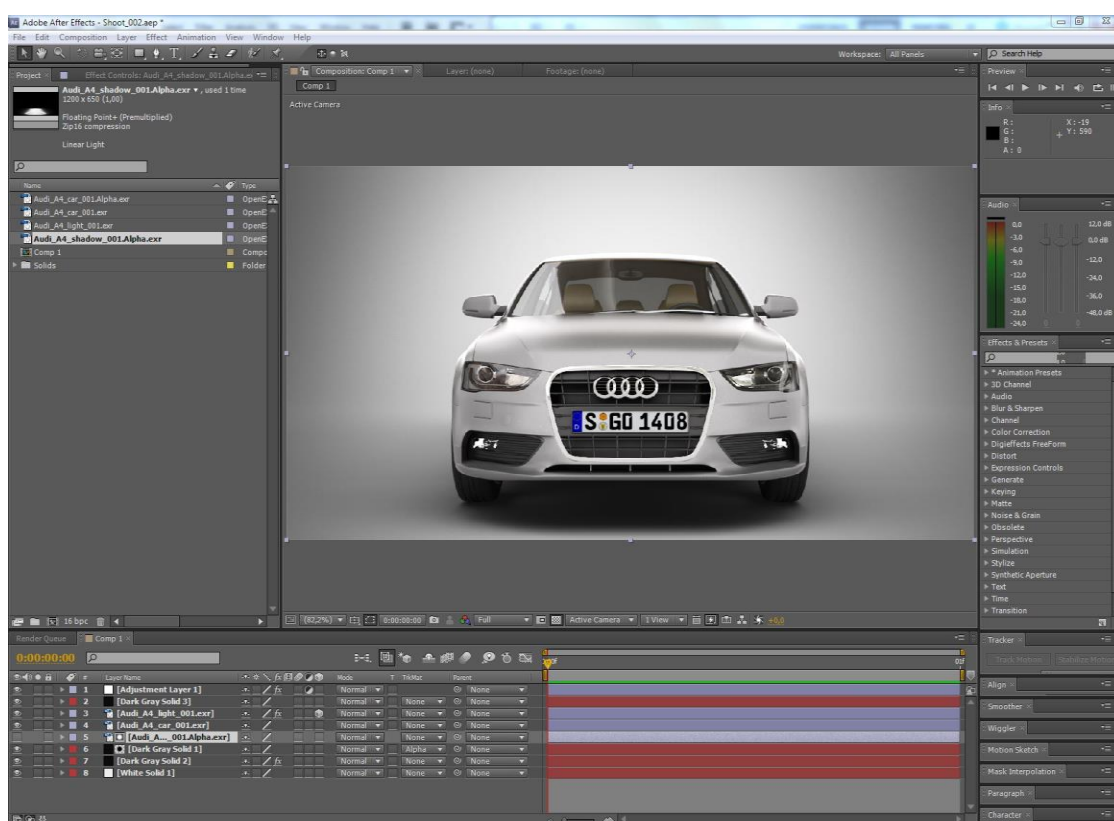 Adobe After Effects - Shoot_002.aep *
File Edit Composition Layer Effect Animation View Window Help
Workspace: All Panels
Search Help
Project
Effect Controls: Audi_A4_shadow_001.Alpha.ex
Audi_A4_shadow_001.Alpha.exr , used 1 time
1200 x 650 (1,00)
Floating Point+ (Premultiplied)
Zip16 compression
Linear Light
Name Type
Audi_A4_car_001.Alpha.exr OpenE
Audi_A4_car_001.exr OpenE
Audi_A4_light_001.exr OpenE
Audi_A4_shadow_001.Alpha.exr OpenE
Comp 1 Compc
Solids Folder
16 bpc
Composition: Comp 1
Layer: (none)
Footage: (none)
Comp 1
Active Camera
S GO 1408
D
(82,2%) 0:00:08:00 Full Active Camera 1 View +0,0
Preview
Info
R : X : -19
G : Y : 590
B :
A : 0
Audio
0,0 12,0 dB
-3,0 0,0 dB
-6,0
-9,0 -12,0
-12,0 -24,0
-15,0
-18,0 -36,0
-21,0 -48,0 dB
-24,0
Effects & Presets
* Animation Presets
3D Channel
Audio
Blur & Sharpen
Channel
Color Correction
Digieffects FreeForm
Distort
Expression Controls
Generate
Keying
Matte
Noise & Grain
Obsolete
Perspective
Simulation
Stylize
Synthetic Aperture
Text
Time
Transition
Render Queue
Comp 1
0:00:00:00
# Layer Name Mode T TrkMat Parent
1 [Adjustment Layer 1] Normal None
2 [Dark Gray Solid 3] Normal None None
3 [Audi_A4_light_001.exr] Normal None None
4 [Audi_A4_car_001.exr] Normal None None
5 [Audi_A..._001.Alpha.exr] Normal None None
6 [Dark Gray Solid 1] Normal Alpha None
7 [Dark Gray Solid 2] Normal None None
8 [White Solid 1] Normal None None
Tracker
Track Motion Stabilize Motion
Align
Smoother
Wiggler
Motion Sketch
Mask Interpolation
Paragraph
Character